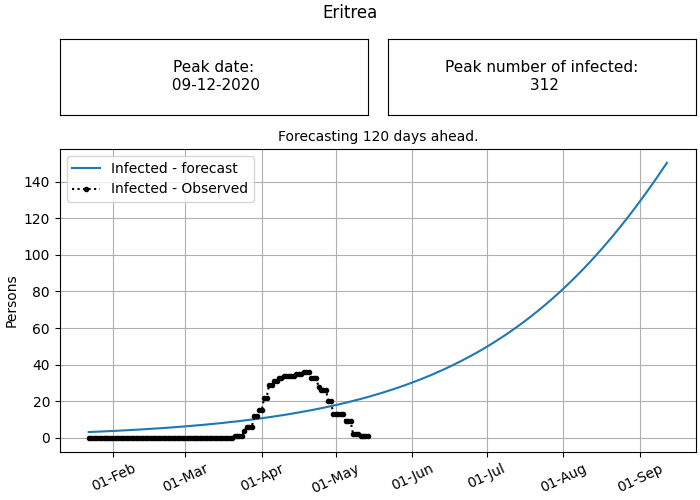 Eritrea
Peak date:
09-12-2020
Peak number of infected:
312
Forecasting 120 days ahead.
Infected - forecast
Infected - Observed
Persons
140
120
100
80
60
40
20
0
01-Feb
01-Mar
01-Apr
01-May
01-Jun
01-Jul
01-Aug
01-Sep